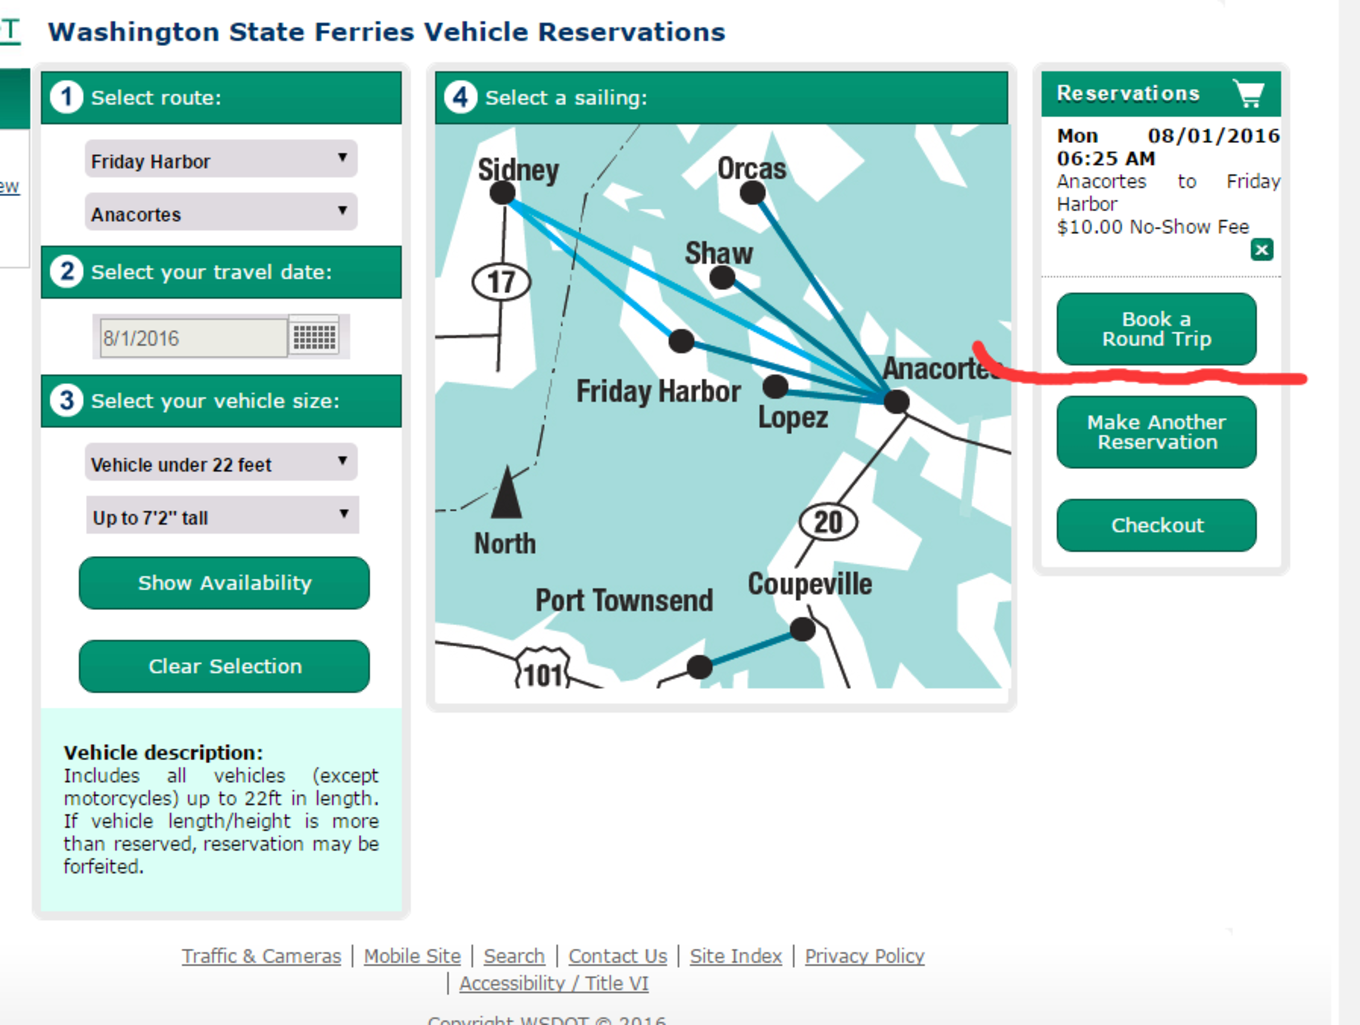 OT
Washington State Ferries Vehicle Reservations
ew
1 Select route:
Friday Harbor
Anacortes
2 Select your travel date:
8/1/2016
3 Select your vehicle size:
Vehicle under 22 feet
Up to 7'2" tall
Show Availability
Clear Selection
Vehicle description:
Includes all vehicles (except
motorcycles) up to 22ft in length.
If vehicle length/height is more
than reserved, reservation may be
forfeited.
4 Select a sailing:
Sidney
Orcas
Shaw
17
Anacortes
Friday Harbor
Lopez
20
North
Coupeville
Port Townsend
101
Reservations
Mon 08/01/2016
06:25 AM
Anacortes to Friday
Harbor
$10.00 No-Show Fee
Book a
Round Trip
Make Another
Reservation
Checkout
Traffic & Cameras | Mobile Site | Search | Contact Us | Site Index | Privacy Policy
| Accessibility / Title VI
Copyright WSDOT © 2016